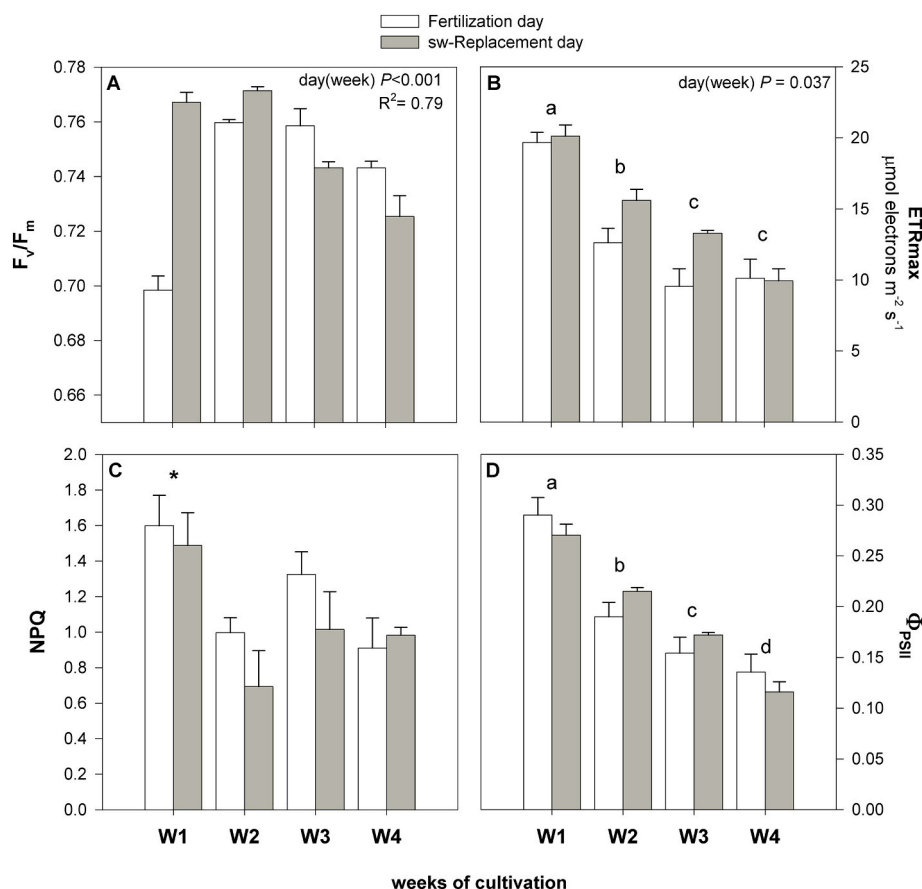 Fertilization day
sw-Replacement day
A
day(week) P<0.001
R²= 0.79
0.78
0.76
0.74
0.72
0.70
0.68
0.66
Fv/Fm
B
day(week) P = 0.037
a
b
c
c
25
20
15
10
5
0
ETRmax
μmol electrons m⁻² s⁻¹
C
*
2.0
1.8
1.6
1.4
1.2
1.0
0.8
0.6
0.4
0.2
0.0
NPQ
W1 W2 W3 W4
D
a
b
c
d
0.35
0.30
0.25
0.20
0.15
0.10
0.05
0.00
ΦPSII
W1 W2 W3 W4
weeks of cultivation